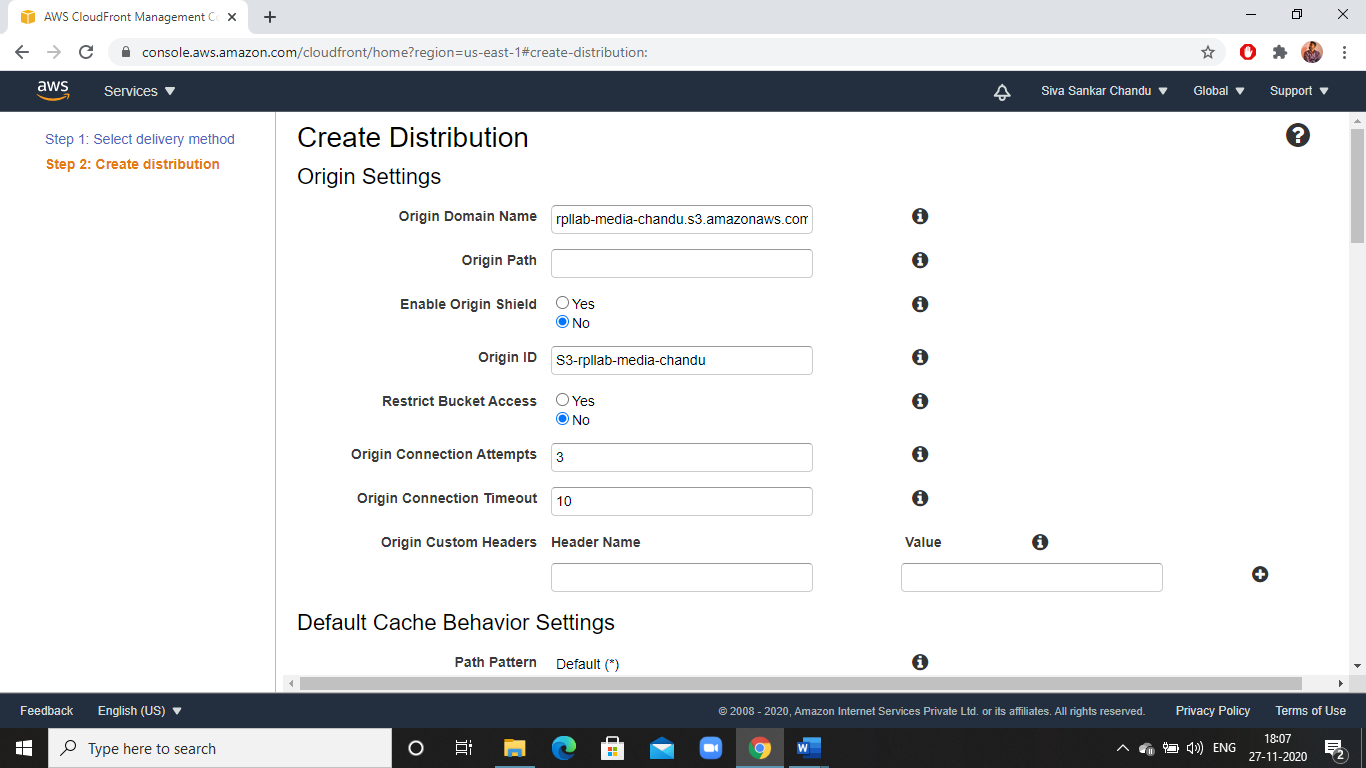 AWS CloudFront Management C
console.aws.amazon.com/cloudfront/home?region=us-east-1#create-distribution:
aws Services Siva Sankar Chandu Global Support
Step 1: Select delivery method
Step 2: Create distribution
Create Distribution
Origin Settings
Origin Domain Name rpllab-media-chandu.s3.amazonaws.com
Origin Path
Enable Origin Shield Yes
No
Origin ID S3-rpllab-media-chandu
Restrict Bucket Access Yes
No
Origin Connection Attempts 3
Origin Connection Timeout 10
Origin Custom Headers Header Name Value
Default Cache Behavior Settings
Path Pattern Default (*)
Feedback English (US) © 2008 - 2020, Amazon Internet Services Private Ltd. or its affiliates. All rights reserved. Privacy Policy Terms of Use
Type here to search
W
ENG
18:07
27-11-2020
2